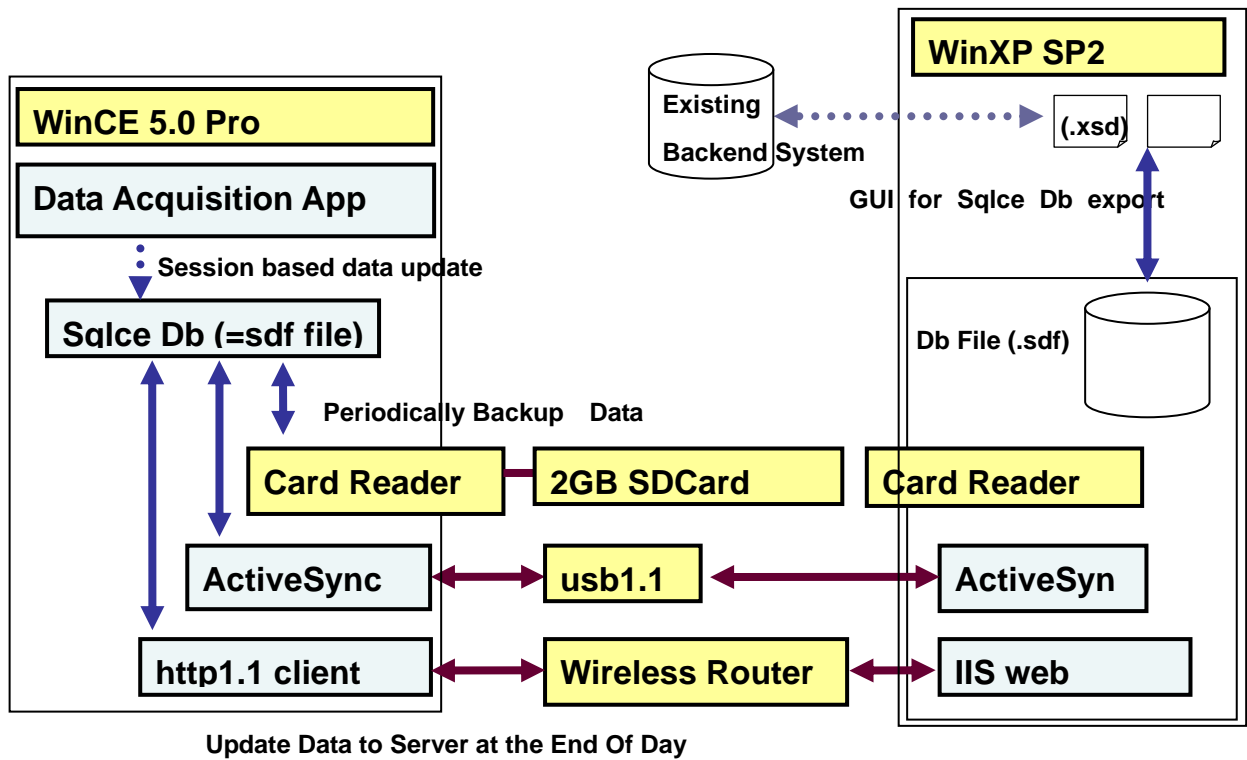 WinXP SP2
Existing
Backend System
(.xsd)
WinCE 5.0 Pro
Data Acquisition App
GUI for Sqlce Db export
Session based data update
Sqlce Db (=sdf file)
Db File (.sdf)
Periodically Backup Data
Card Reader
2GB SDCard
Card Reader
ActiveSync
usb1.1
ActiveSyn
http1.1 client
Wireless Router
IIS web
Update Data to Server at the End Of Day